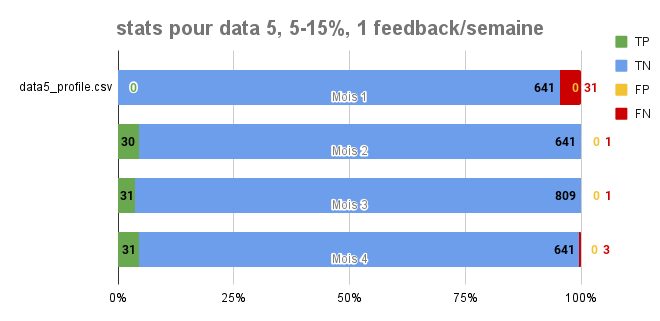 stats pour data 5, 5-15%, 1 feedback/semaine
TP
TN
FP
FN
data5_profile.csv
0 641 0 31
Mois 1
30 641 0 1
Mois 2
31 809 0 1
Mois 3
31 641 0 3
Mois 4
0% 25% 50% 75% 100%